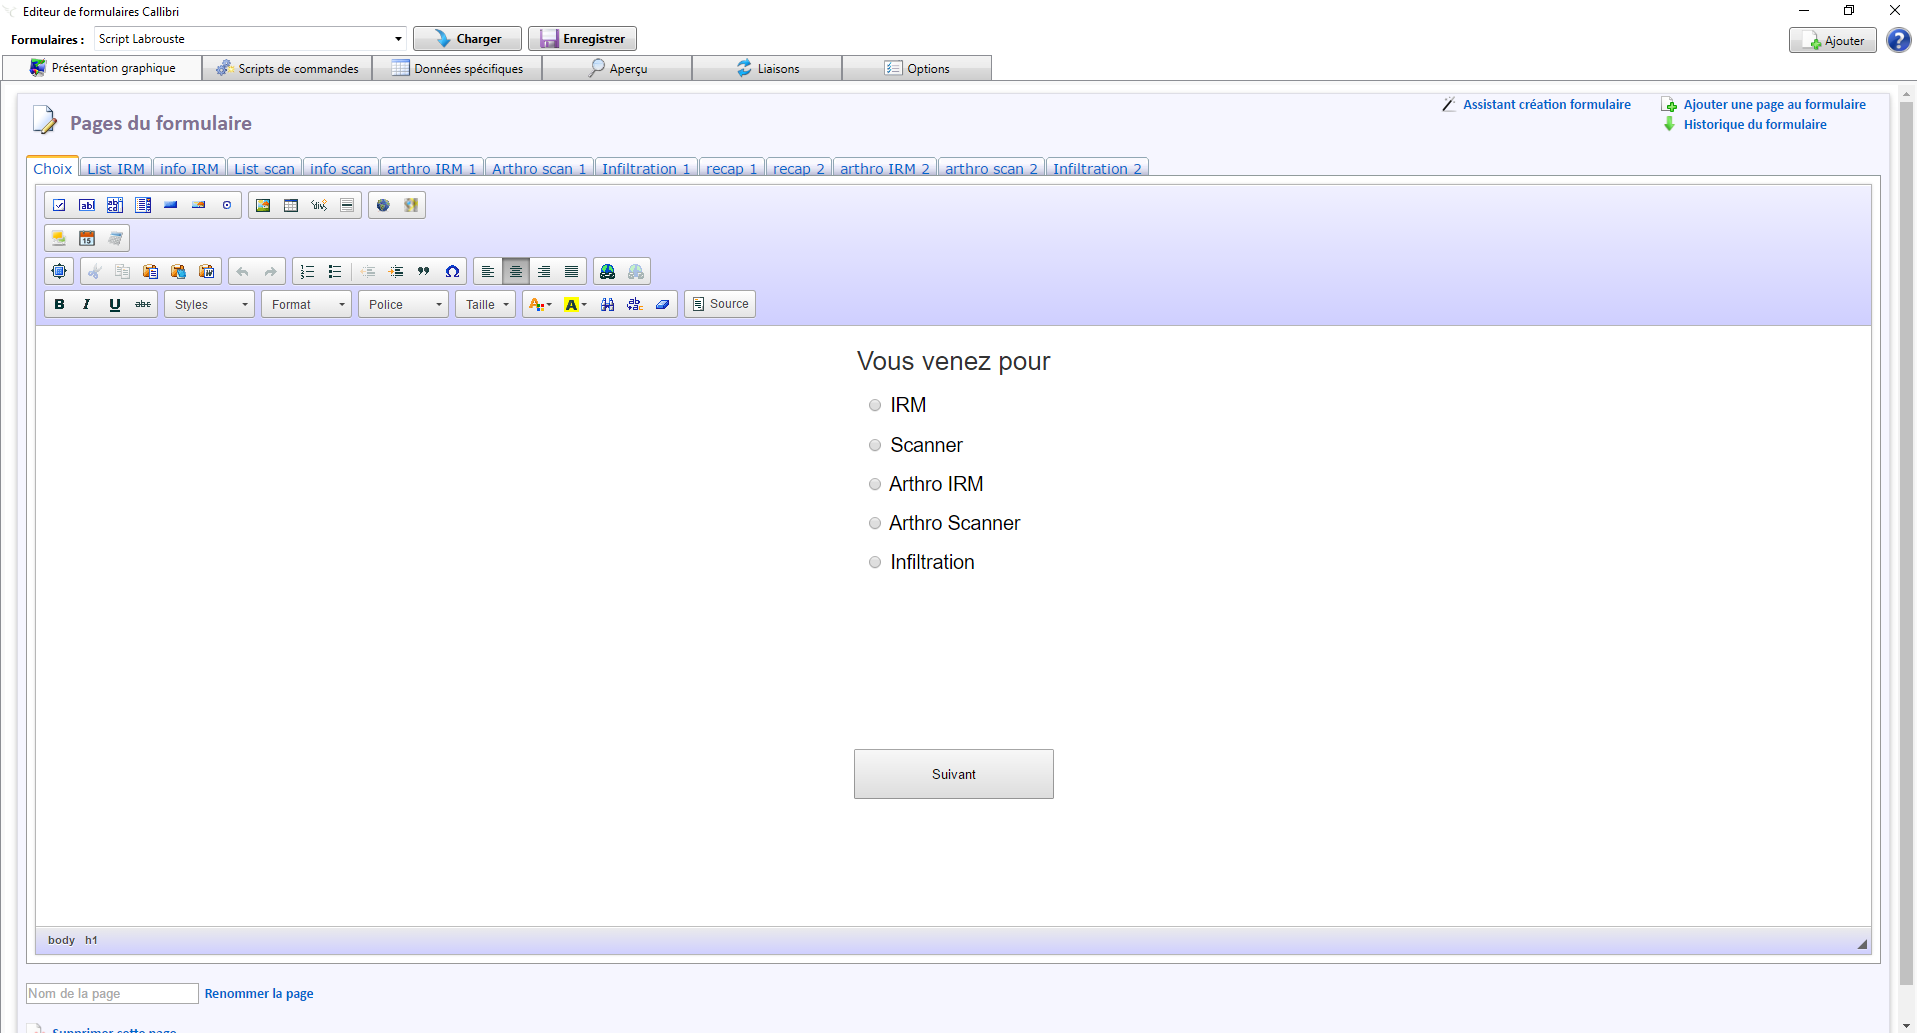 Editeur de formulaires Callibri
Formulaires : Script Labrouste Charger Enregistrer Ajouter ?
Présentation graphique Scripts de commandes Données spécifiques Aperçu Liaisons Options
Assistant création formulaire Ajouter une page au formulaire
Pages du formulaire Historique du formulaire
Choix List IRM info IRM List scan info scan arthro IRM 1 Arthro scan 1 Infiltration 1 recap 1 recap 2 arthro IRM 2 arthro scan 2 Infiltration 2
B I U abc Styles Format Police Taille A A Source
Vous venez pour
IRM
Scanner
Arthro IRM
Arthro Scanner
Infiltration
Suivant
body h1
Nom de la page Renommer la page
Supprimer cette page